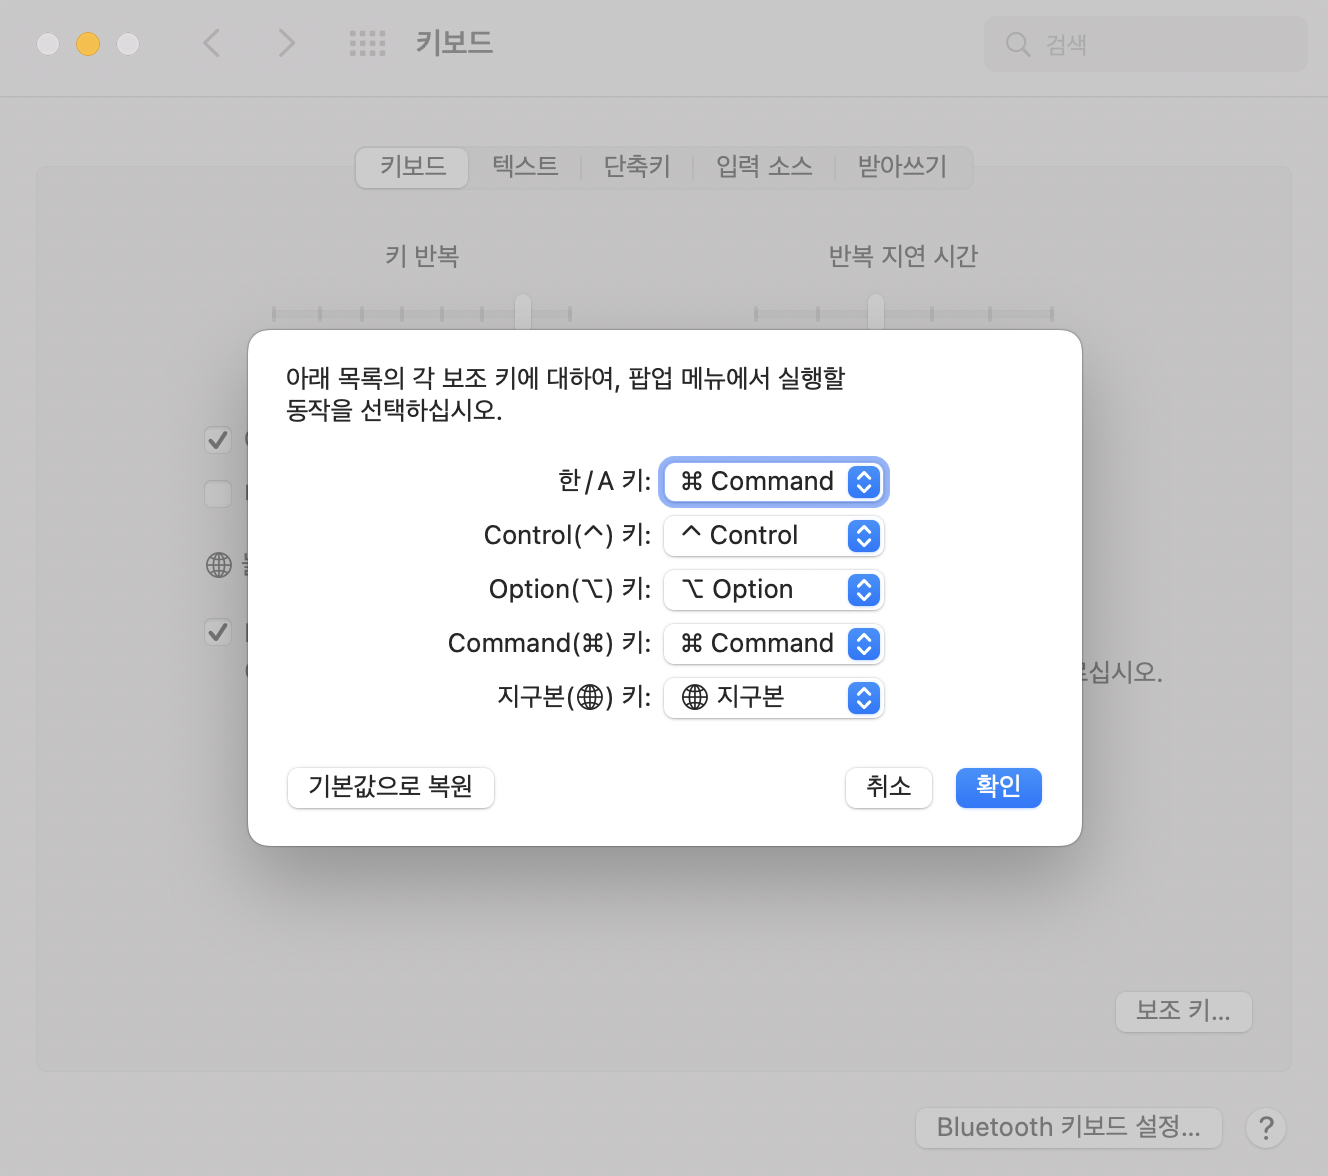 키보드
검색
키보드 텍스트 단축키 입력 소스 받아쓰기
키 반복 반복 지연 시간
아래 목록의 각 보조 키에 대하여, 팝업 메뉴에서 실행할
동작을 선택하십시오.
한/A 키: ⌘ Command
Control(^) 키: ^ Control
Option(⌥) 키: ⌥ Option
Command(⌘) 키: ⌘ Command
지구본(🌐) 키: 🌐 지구본
기본값으로 복원 취소 확인
보조 키...
Bluetooth 키보드 설정... ?